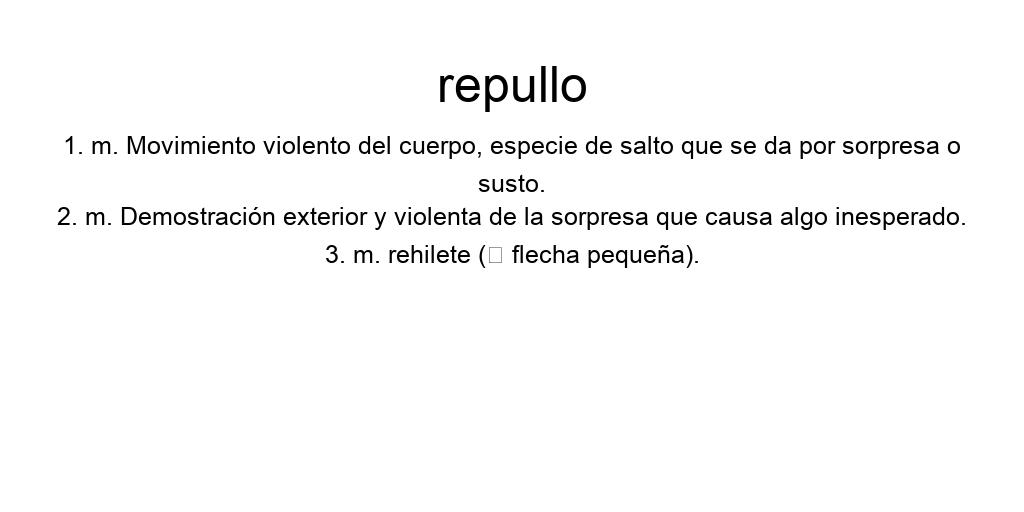 repullo
1. m. Movimiento violento del cuerpo, especie de salto que se da por sorpresa o
susto.
2. m. Demostración exterior y violenta de la sorpresa que causa algo inesperado.
3. m. rehilete (▯ flecha pequeña).